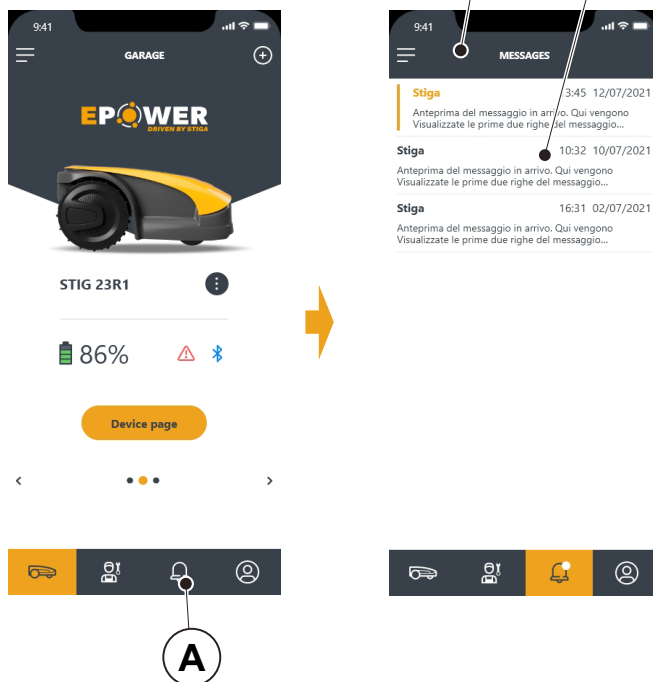 9:41
GARAGE
EPOWER
DRIVEN BY STIGA
STIG 23R1
86%
Device page
A
9:41
MESSAGES
Stiga 3:45 12/07/2021
Anteprima del messaggio in arrivo. Qui vengono
Visualizzate le prime due righe del messaggio...
Stiga 10:32 10/07/2021
Anteprima del messaggio in arrivo. Qui vengono
Visualizzate le prime due righe del messaggio...
Stiga 16:31 02/07/2021
Anteprima del messaggio in arrivo. Qui vengono
Visualizzate le prime due righe del messaggio...